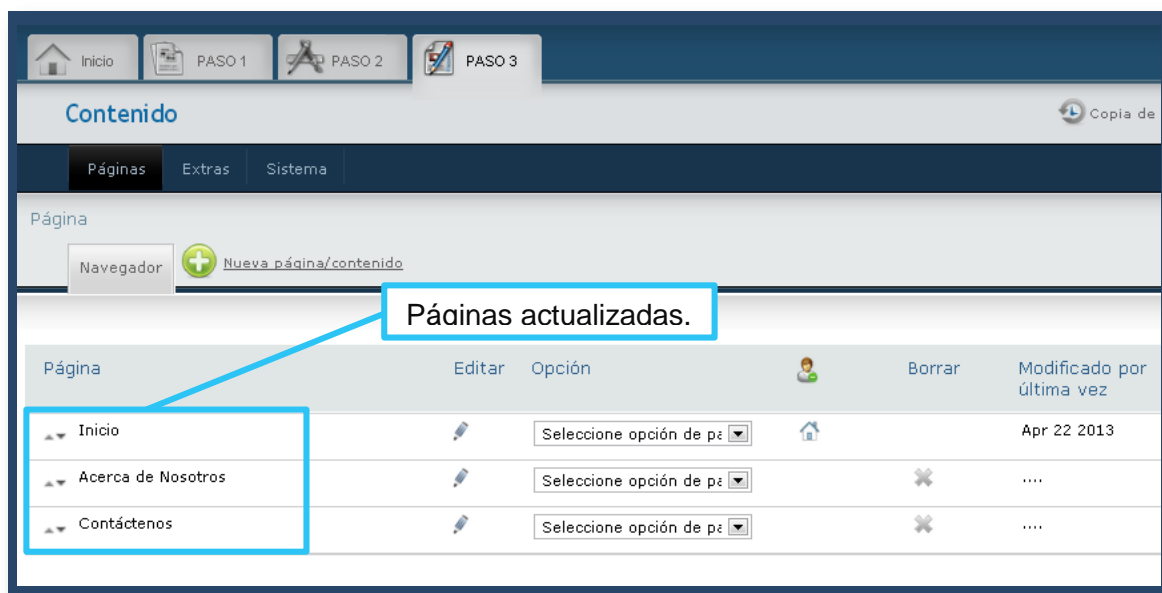 Inicio PASO 1 PASO 2 PASO 3
Contenido Copia de
Páginas Extras Sistema
Página
Navegador Nueva página/contenido
Páginas actualizadas.
Página Editar Opción Borrar Modificado por
última vez
Inicio Seleccione opción de pa Apr 22 2013
Acerca de Nosotros Seleccione opción de pa ....
Contáctenos Seleccione opción de pa ....